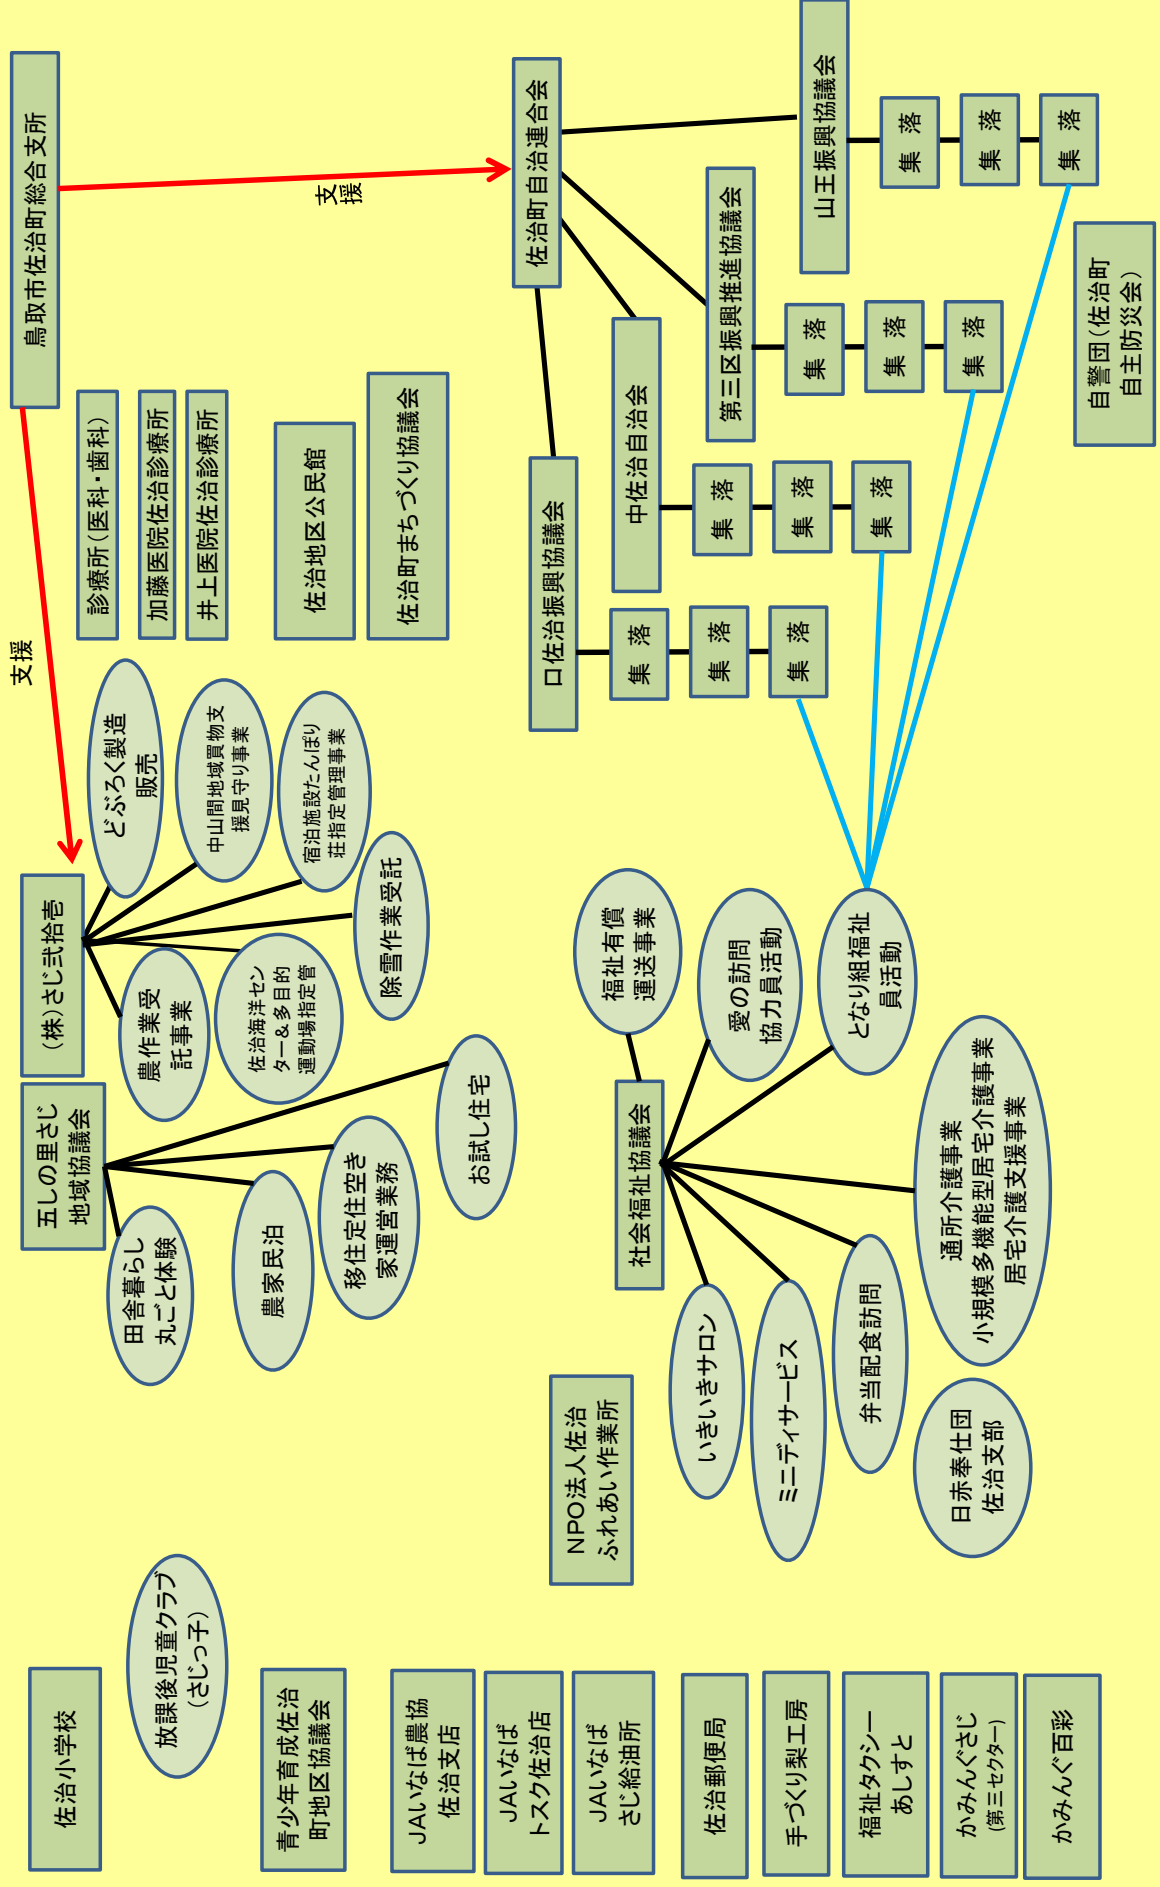 佐治小学校
放課後児童クラブ
(さじっ子)
青少年育成佐治
町地区協議会
JAいなば農協
佐治支店
JAいなば
トスク佐治店
JAいなば
さじ給油所
佐治郵便局
手づくり梨工房
福祉タクシー
あしすと
かみんぐさじ
(第三セクター)
かみんぐ百彩
五しの里さじ
地域協議会
田舎暮らし
丸ごと体験
農家民泊
移住定住空き
家運営業務
お試し住宅
(株)さじ弐拾壱
農作業受
託事業
佐治海洋セン
ター＆多目的
運動場指定管
除雪作業受託
どぶろく製造
販売
中山間地域買物支
援見守り事業
宿泊施設たんぽり
荘指定管理事業
支援
鳥取市佐治町総合支所
診療所(医科・歯科)
加藤医院佐治診療所
井上医院佐治診療所
佐治地区公民館
佐治町まちづくり協議会
支
援
NPO法人佐治
ふれあい作業所
社会福祉協議会
福祉有償
運送事業
愛の訪問
協力員活動
となり組福祉
員活動
いきいきサロン
ミニディサービス
弁当配食訪問
通所介護事業
小規模多機能型居宅介護事業
居宅介護支援事業
日赤奉仕団
佐治支部
佐治町自治連合会
口佐治振興協議会
集　落
集　落
集　落
中佐治自治会
集　落
集　落
集　落
第三区振興推進協議会
集　落
集　落
集　落
山王振興協議会
集　落
集　落
集　落
自警団(佐治町
自主防災会)